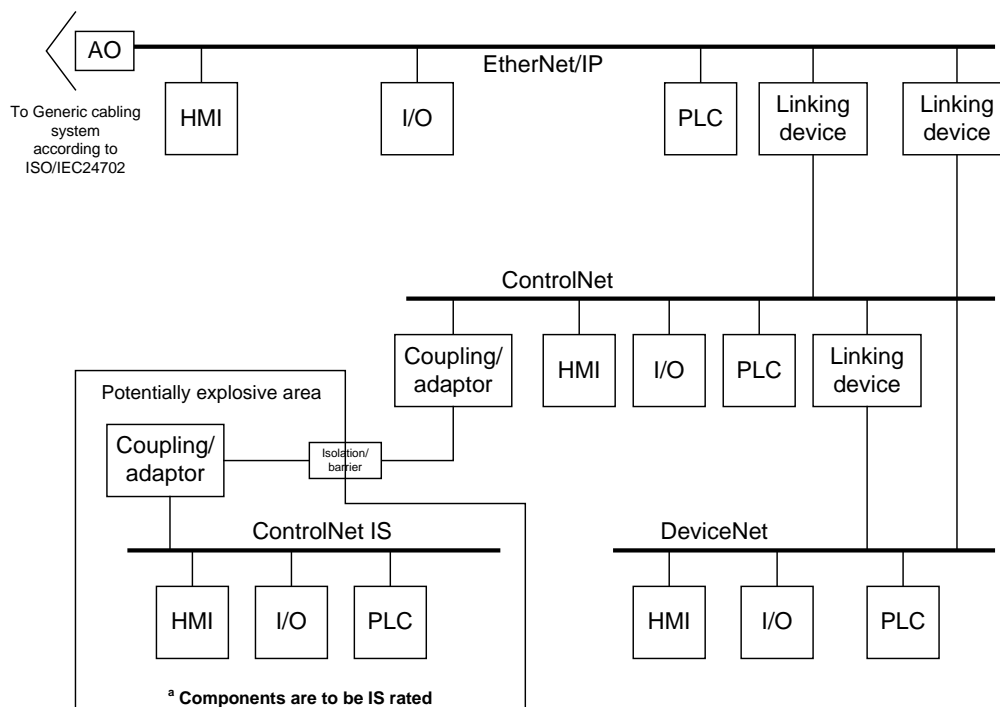 AO
EtherNet/IP
To Generic cabling
system
according to
ISO/IEC24702
HMI
I/O
PLC
Linking
device
Linking
device
ControlNet
Coupling/
adaptor
HMI
I/O
PLC
Linking
device
Potentially explosive area
Coupling/
adaptor
Isolation/
barrier
ControlNet IS
DeviceNet
HMI
I/O
PLC
HMI
I/O
PLC
a Components are to be IS rated